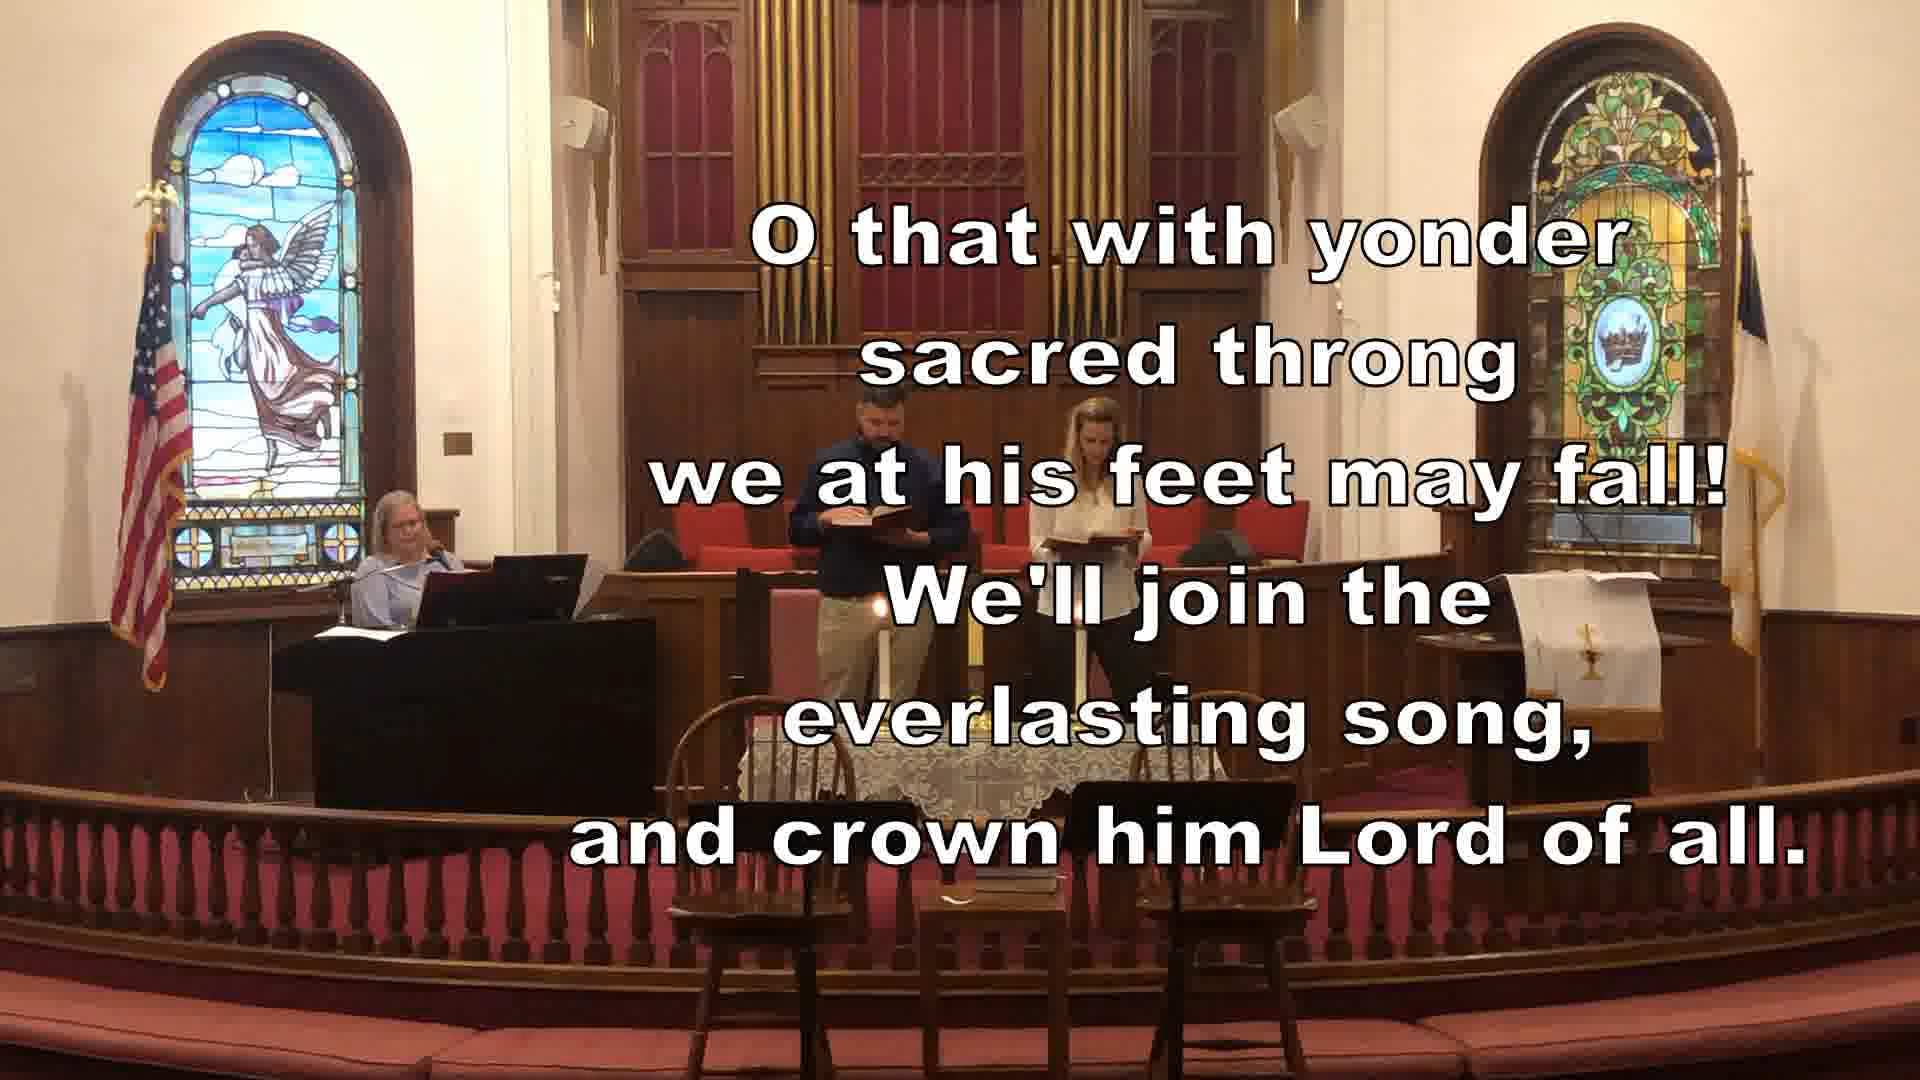 O that with yonder
sacred throng
we at his feet may fall!
We'll join the
everlasting song,
and crown him Lord of all.